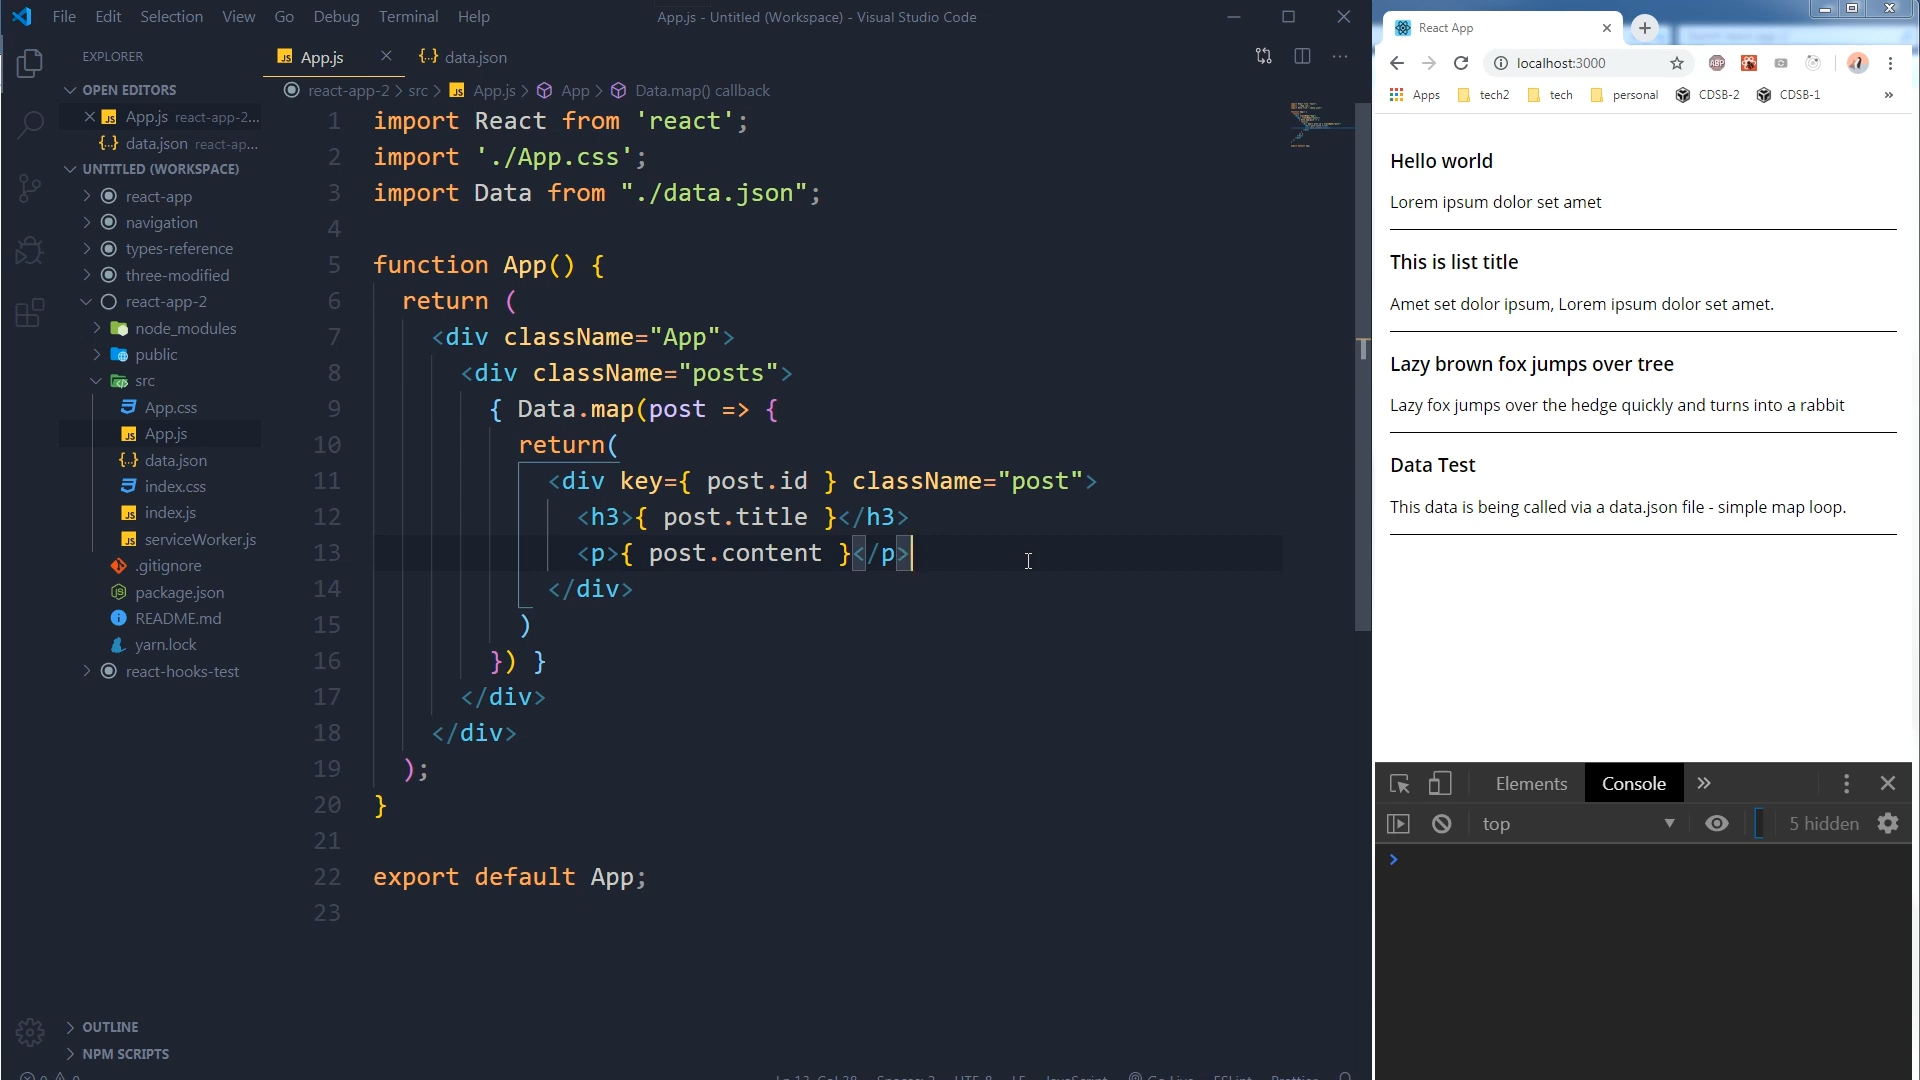 File Edit Selection View Go Debug Terminal Help
App.js - Untitled (Workspace) - Visual Studio Code
EXPLORER
OPEN EDITORS
App.js react-app-2...
data.json react-ap...
UNTITLED (WORKSPACE)
react-app
navigation
types-reference
three-modified
react-app-2
node_modules
public
src
App.css
App.js
data.json
index.css
index.js
serviceWorker.js
.gitignore
package.json
README.md
yarn.lock
react-hooks-test
OUTLINE
NPM SCRIPTS
App.js data.json
react-app-2 > src > App.js > App > Data.map() callback
1 import React from 'react';
2 import './App.css';
3 import Data from "./data.json";
4
5 function App() {
6 return (
7 <div className="App">
8 <div className="posts">
9 { Data.map(post => {
10 return(
11 <div key={ post.id } className="post">
12 <h3>{ post.title }</h3>
13 <p>{ post.content }</p>
14 </div>
15 )
16 }) }
17 </div>
18 </div>
19 );
20 }
21
22 export default App;
23
React App
localhost:3000
ABP
Apps tech2 tech personal CDSB-2 CDSB-1 »
Hello world
Lorem ipsum dolor set amet
This is list title
Amet set dolor ipsum, Lorem ipsum dolor set amet.
Lazy brown fox jumps over tree
Lazy fox jumps over the hedge quickly and turns into a rabbit
Data Test
This data is being called via a data.json file - simple map loop.
Elements Console »
top 5 hidden
>